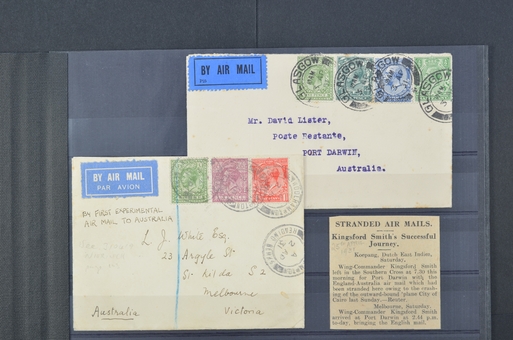 BY AIR MAIL
GLASGOW
GLASGOW
GLASGOW
Mr. David Lister,
Poste Restante,
PORT DARWIN,
Australia.
BY AIR MAIL
PAR AVION
BY FIRST EXPERIMENTAL
AIR MAIL TO AUSTRALIA
L J White Esq.
23 Argyle St
St Kilda S 2
Melbourne
Victoria
Australia
STRANDED AIR MAILS.
Kingsford Smith's Successful
Journey.
Koepang, Dutch East Indies,
Saturday.
Wing-Commander Kingsford Smith
left in the Southern Cross at 7.30 this
morning for Port Darwin with the
England-Australia air mail which had
been stranded here owing to the crash-
ing of the outward-bound 'plane City of
Cairo last Sunday.—Reuter.
Melbourne, Saturday.
Wing-Commander Kingsford Smith
arrived at Port Darwin at 2.44 p.m.
to-day, bringing the English mail.